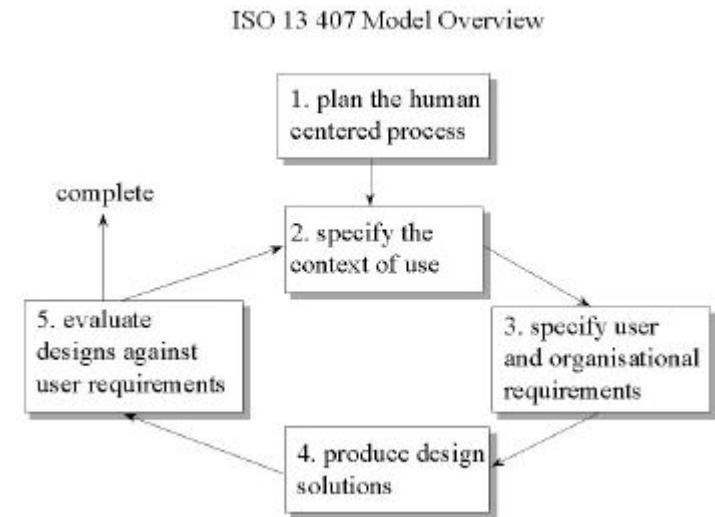 ISO 13 407 Model Overview
1. plan the human
centered process
complete
2. specify the
context of use
5. evaluate
designs against
user requirements
3. specify user
and organisational
requirements
4. produce design
solutions